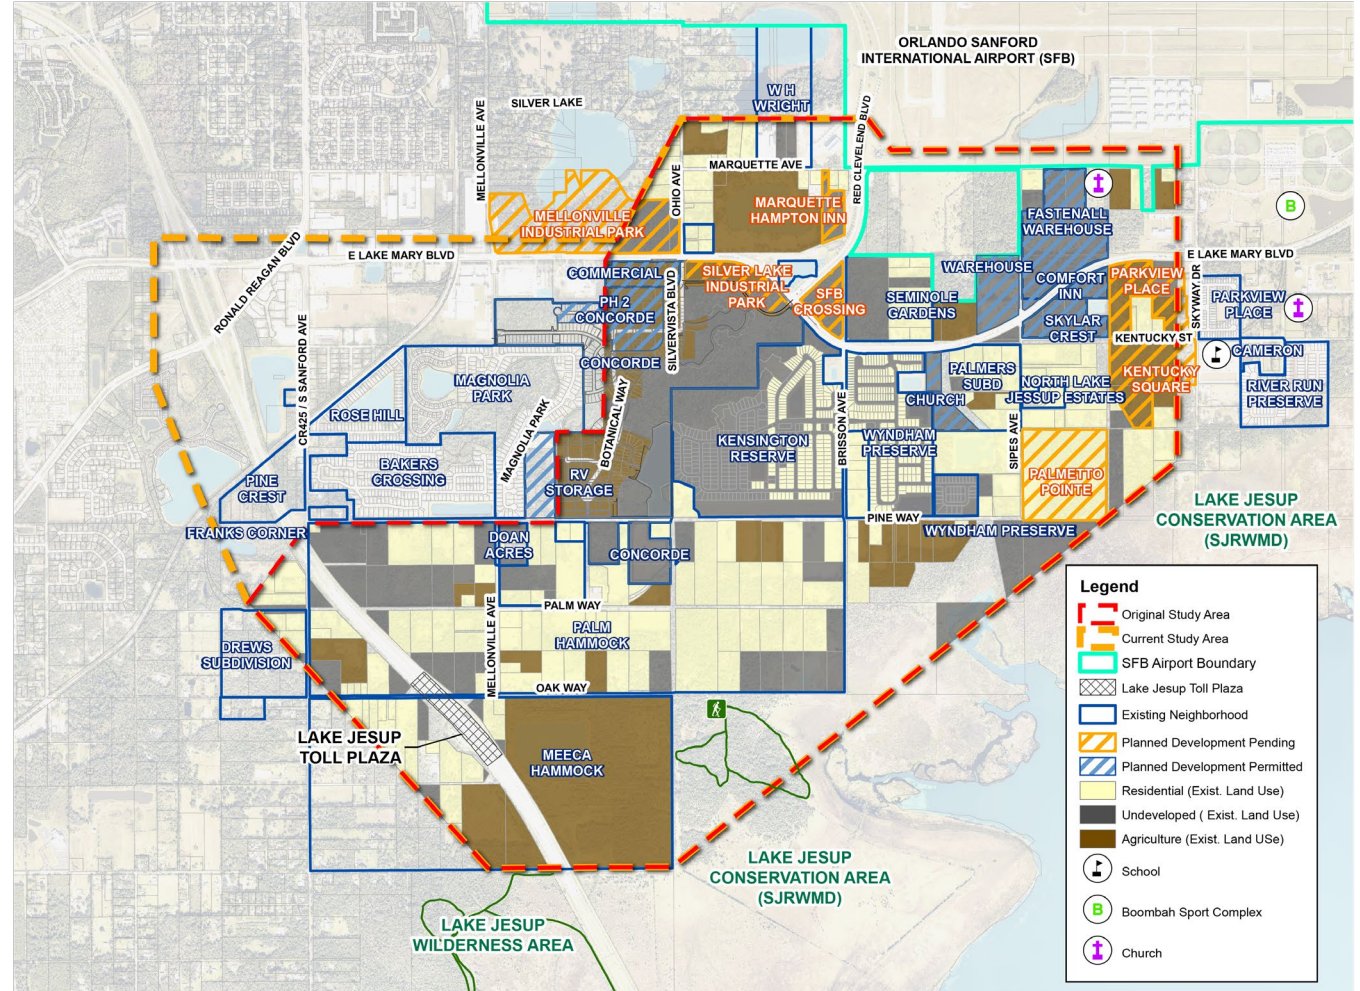 ORLANDO SANFORD
INTERNATIONAL AIRPORT (SFB)
W H
WRIGHT
SILVER LAKE
MELLONVILLE AVE
RED CLEVELEND BLVD
MARQUETTE AVE
OHIO AVE
MARQUETTE
HAMPTON INN
MELLONVILLE
INDUSTRIAL PARK
FASTENALL
WAREHOUSE
B
E LAKE MARY BLVD
E LAKE MARY BLVD
RONALD REAGAN BLVD
COMMERCIAL
SILVER LAKE
INDUSTRIAL
PARK
WAREHOUSE
COMFORT
INN
PARKVIEW
PLACE
SKYWAY DR
PARKVIEW
PLACE
PH 2
CONCORDE
SILVERVISTA BLVD
SFB
CROSSING
SEMINOLE
GARDENS
SKYLAR
CREST
KENTUCKY ST
CAMERON
CONCORDE
CR425 / S SANFORD AVE
MAGNOLIA
PARK
ROSE HILL
MAGNOLIA PARK
BOTANICAL WAY
PALMERS
SUBD
CHURCH
NORTH LAKE
JESSUP ESTATES
KENTUCKY
SQUARE
RIVER RUN
PRESERVE
KENSINGTON
RESERVE
BRISSON AVE
WYNDHAM
PRESERVE
SIPES AVE
BAKERS
CROSSING
PINE
CREST
RV
STORAGE
PALMETTO
POINTE
LAKE JESUP
CONSERVATION AREA
(SJRWMD)
PINE WAY
WYNDHAM PRESERVE
FRANKS CORNER
DOAN
ACRES
CONCORDE
PALM WAY
MELLONVILLE AVE
PALM
HAMMOCK
DREWS
SUBDIVISION
OAK WAY
LAKE JESUP
TOLL PLAZA
MEECA
HAMMOCK
LAKE JESUP
CONSERVATION AREA
(SJRWMD)
LAKE JESUP
WILDERNESS AREA
Legend
Original Study Area
Current Study Area
SFB Airport Boundary
Lake Jesup Toll Plaza
Existing Neighborhood
Planned Development Pending
Planned Development Permitted
Residential (Exist. Land Use)
Undeveloped ( Exist. Land Use)
Agriculture (Exist. Land USe)
School
B Boombah Sport Complex
Church